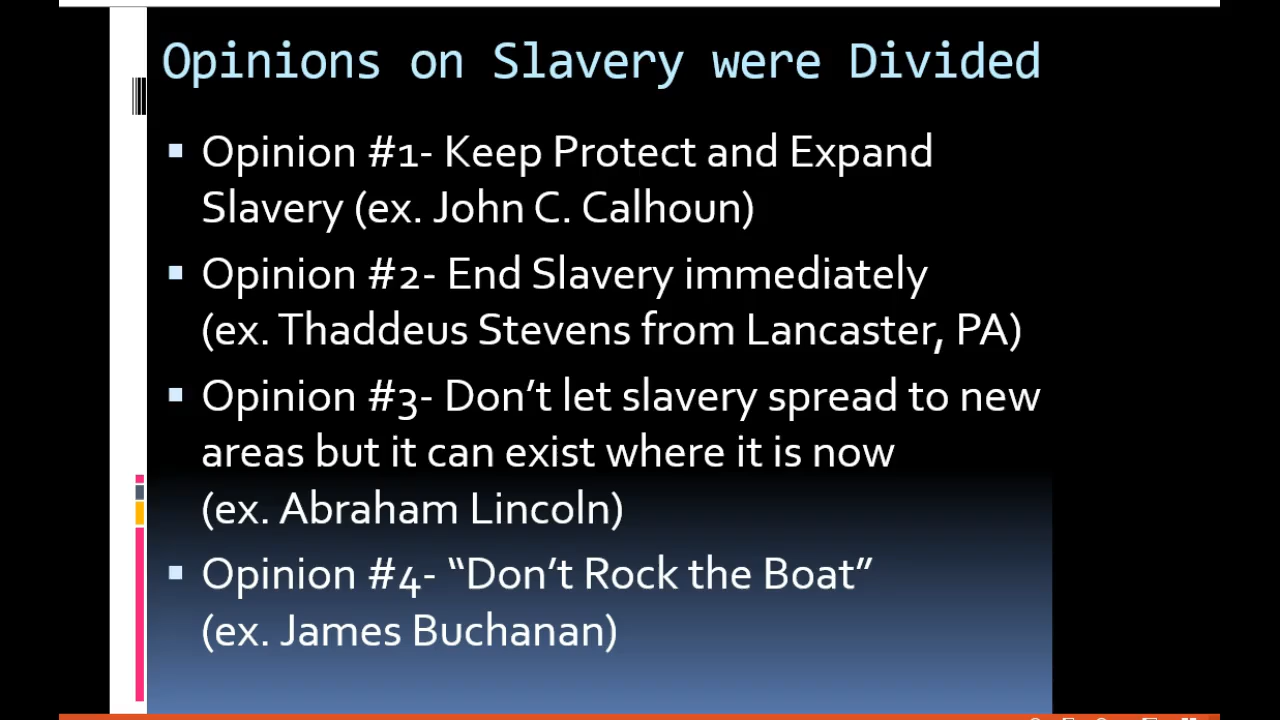 Opinions on Slavery were Divided
Opinion #1- Keep Protect and Expand
Slavery (ex. John C. Calhoun)
Opinion #2- End Slavery immediately
(ex. Thaddeus Stevens from Lancaster, PA)
Opinion #3- Don’t let slavery spread to new
areas but it can exist where it is now
(ex. Abraham Lincoln)
Opinion #4- “Don’t Rock the Boat”
(ex. James Buchanan)